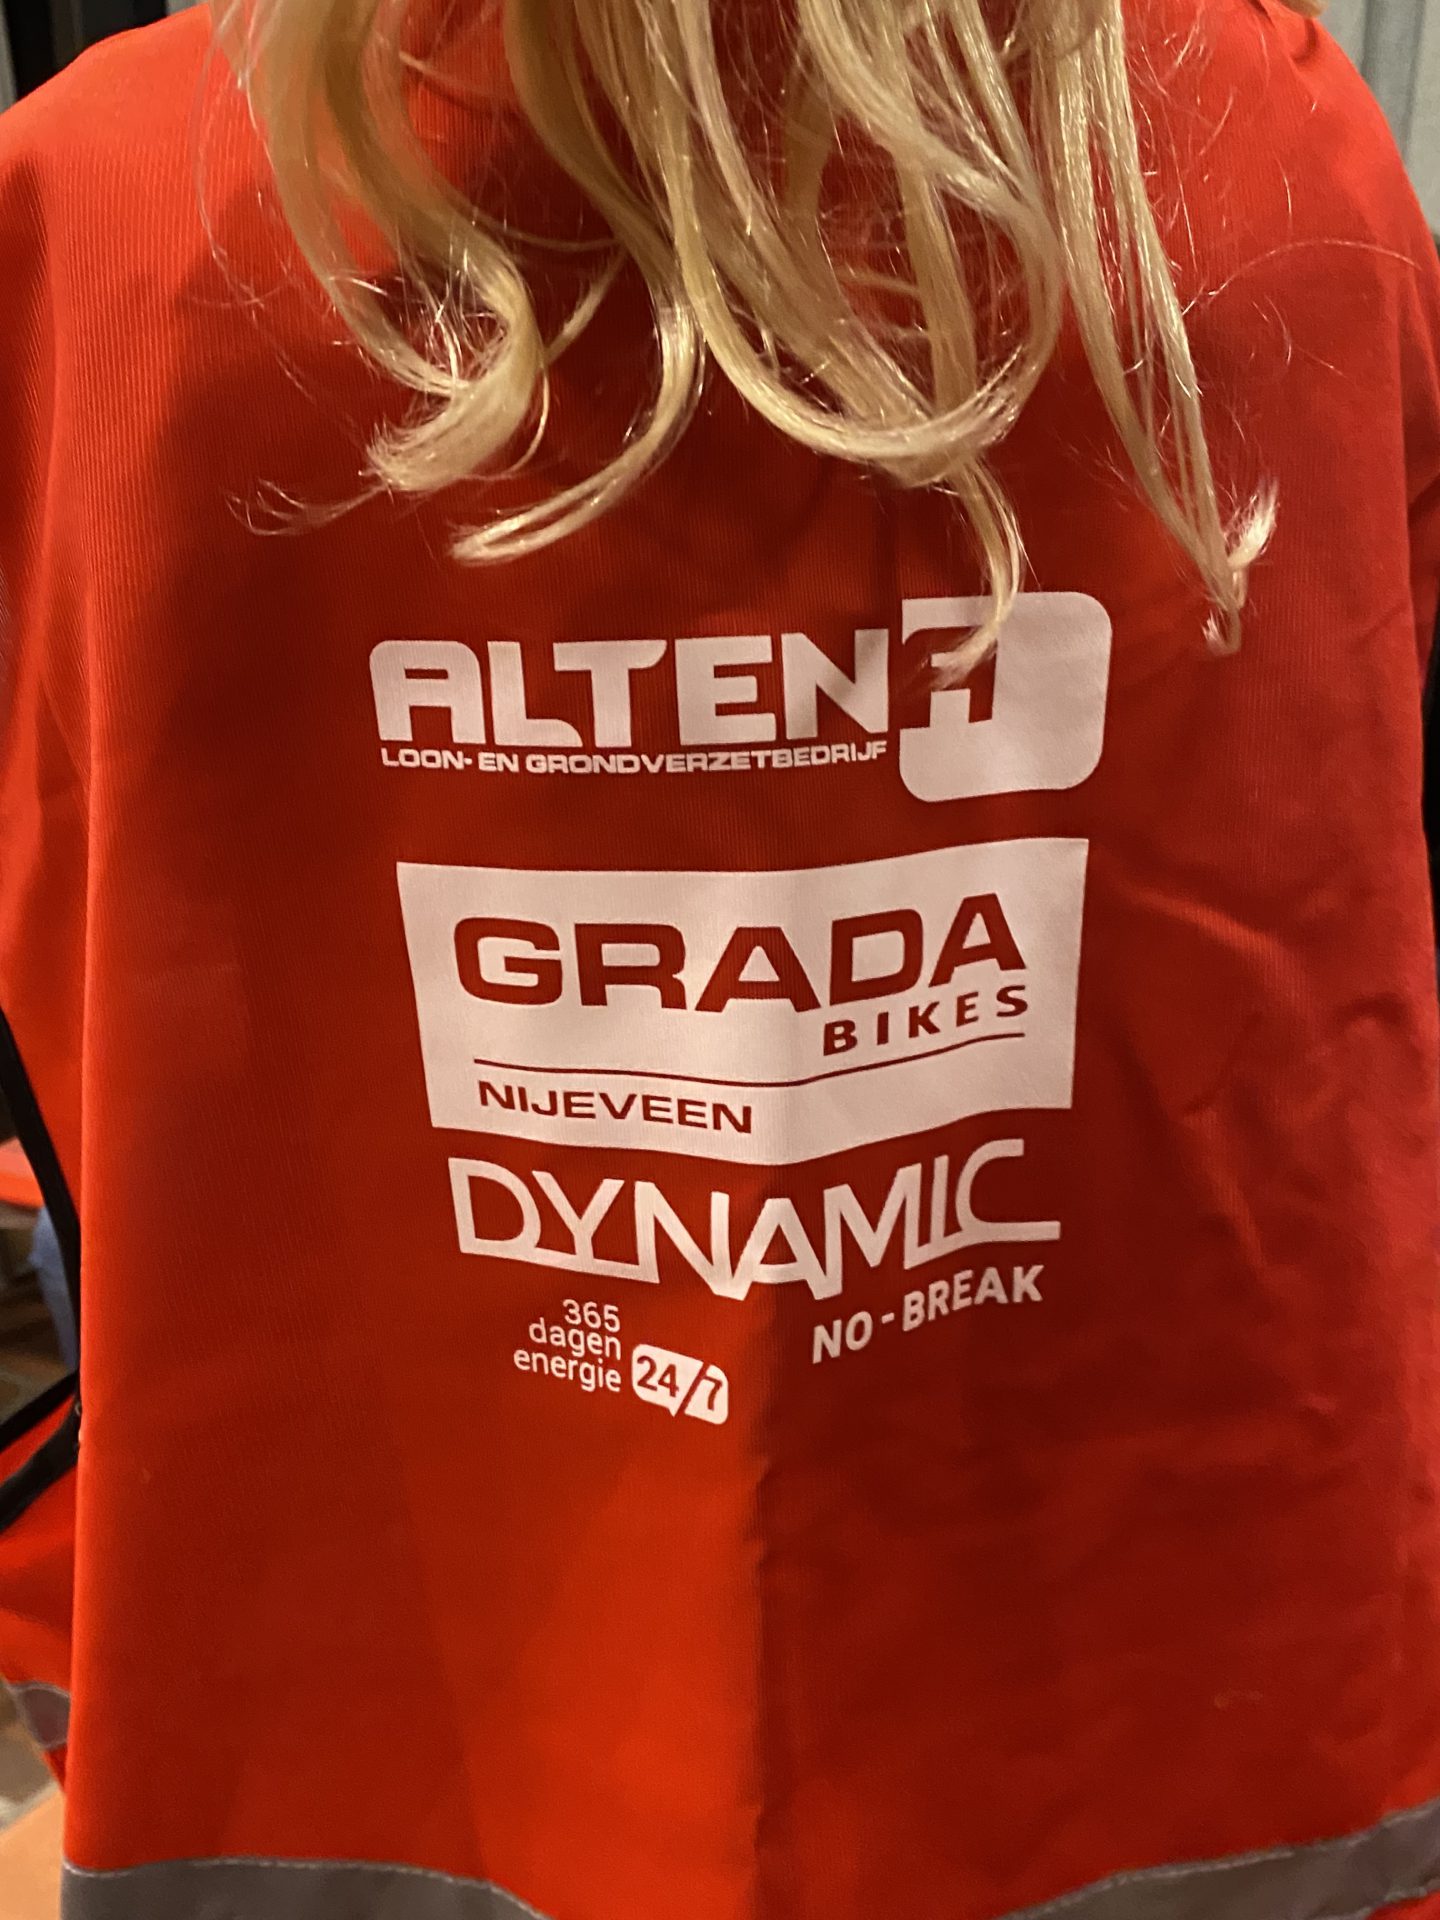 ALTEN
LOON- EN GRONDVERZETBEDRIJF
GRADA
BIKES
NIJEVEEN
DYNAMIC
NO-BREAK
365
dagen
energie 24/7